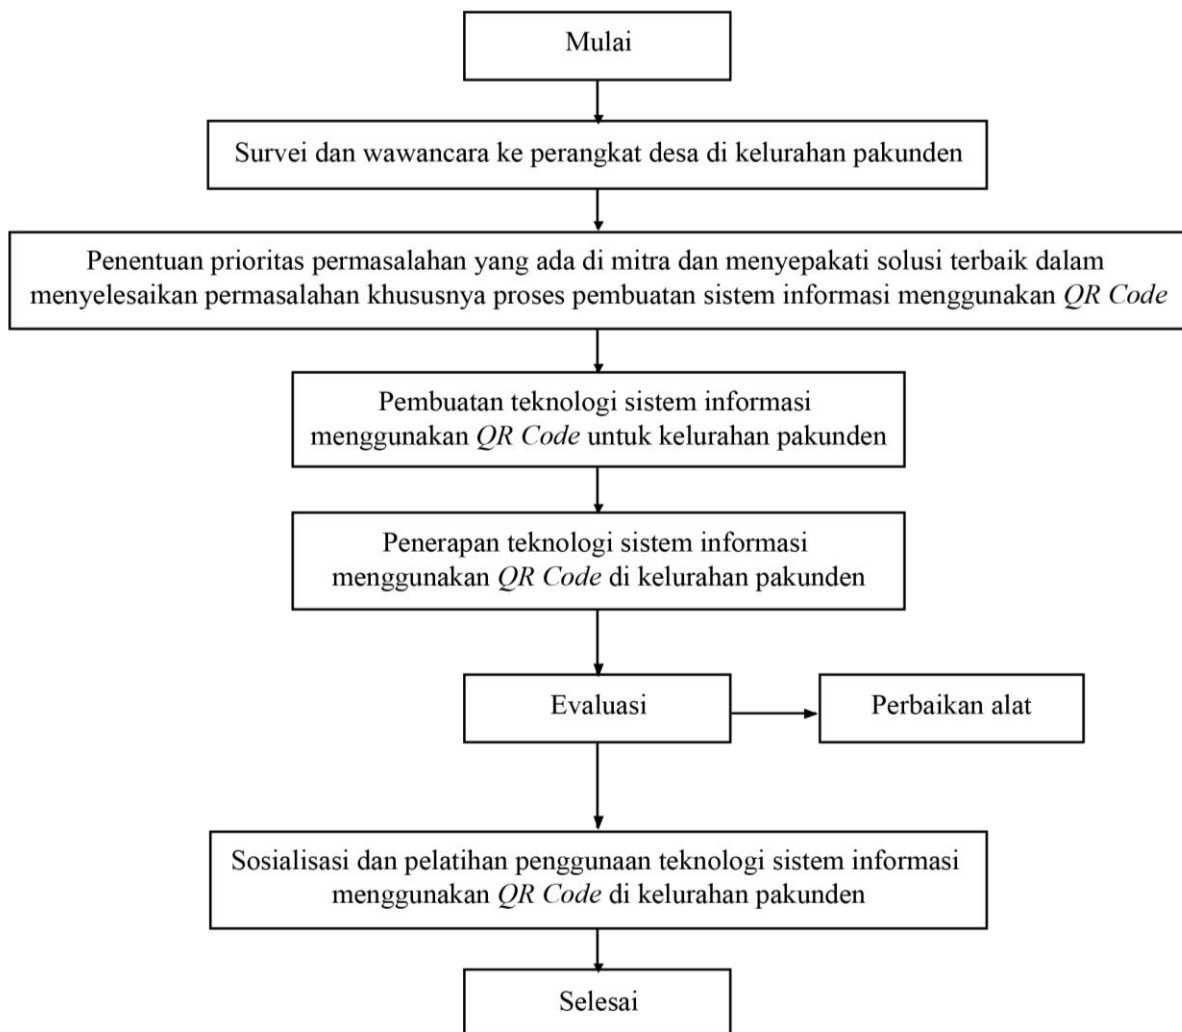 Mulai
Survei dan wawancara ke perangkat desa di kelurahan pakunden
Penentuan prioritas permasalahan yang ada di mitra dan menyepakati solusi terbaik dalam
menyelesaikan permasalahan khususnya proses pembuatan sistem informasi menggunakan QR Code
Pembuatan teknologi sistem informasi
menggunakan QR Code untuk kelurahan pakunden
Penerapan teknologi sistem informasi
menggunakan QR Code di kelurahan pakunden
Evaluasi
Perbaikan alat
Sosialisasi dan pelatihan penggunaan teknologi sistem informasi
menggunakan QR Code di kelurahan pakunden
Selesai